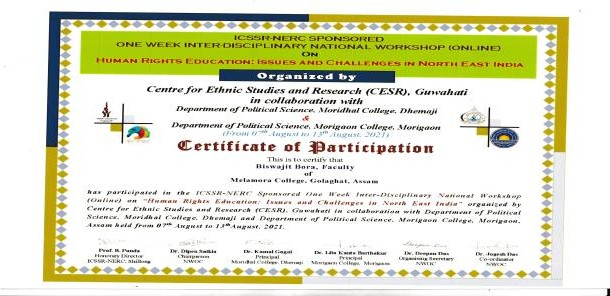 ICSSR-NERC SPONSORED
ONE WEEK INTER-DISCIPLINARY NATIONAL WORKSHOP (ONLINE)
ON
HUMAN RIGHTS EDUCATION: ISSUES AND CHALLENGES IN NORTH EAST INDIA
Organized by
Centre for Ethnic Studies and Research (CESR), Guwahati
in collaboration with
Department of Political Science, Moridhal College, Dhemaji
&
Department of Political Science, Morigaon College, Morigaon
(From 07th August to 13th August, 2021)
Certificate of Participation
This is to certify that
Biswajit Bora, Faculty
of
Melamora College, Golaghat, Assam
has participated in the ICSSR-NERC Sponsored One Week Inter-Disciplinary National Workshop
(Online) on "Human Rights Education: Issues and Challenges in North East India" organized by
Centre for Ethnic Studies and Research (CESR), Guwahati in collaboration with Department of Political
Science, Moridhal College, Dhemaji and Department of Political Science, Morigaon College, Morigaon,
Assam held from 07th August to 13th August, 2021.
Prof. B. Panda Dr. Dipen Saikia Dr. Kamal Gogoi Dr. Lila Kanta Barthakur Dr. Deepam Das Dr. Jogesh Das
Honorary Director Chairperson Principal Principal Organising Secretary Co-ordinator
ICSSR-NERC, Shillong NWOC Moridhal College, Dhemaji Morigaon College, Morigaon NWOC NWOC